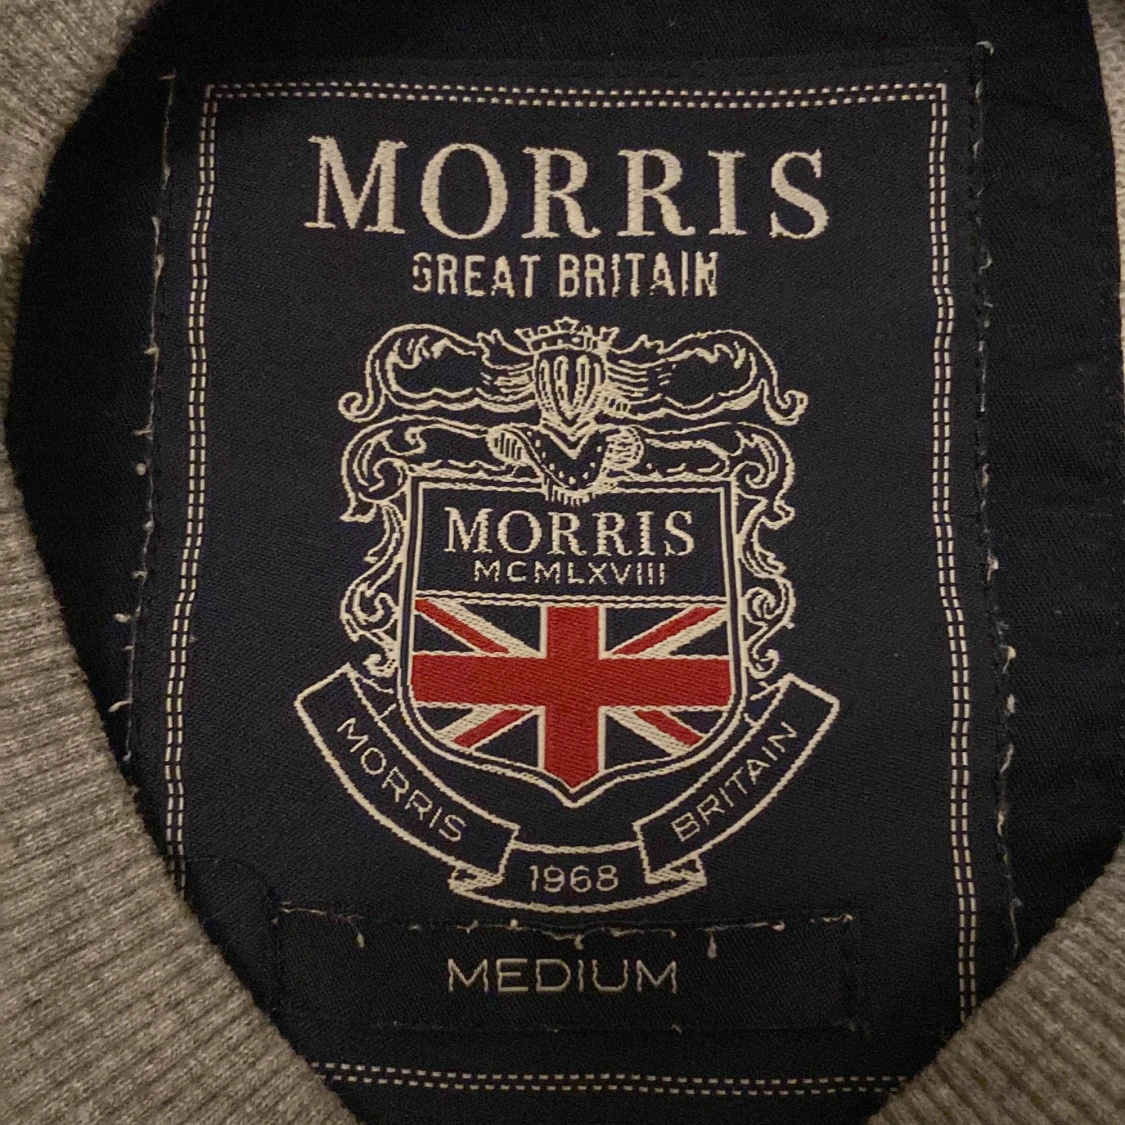 MORRIS
GREAT BRITAIN
MORRIS
MCMLXVIII
MORRIS
BRITAIN
1968
MEDIUM